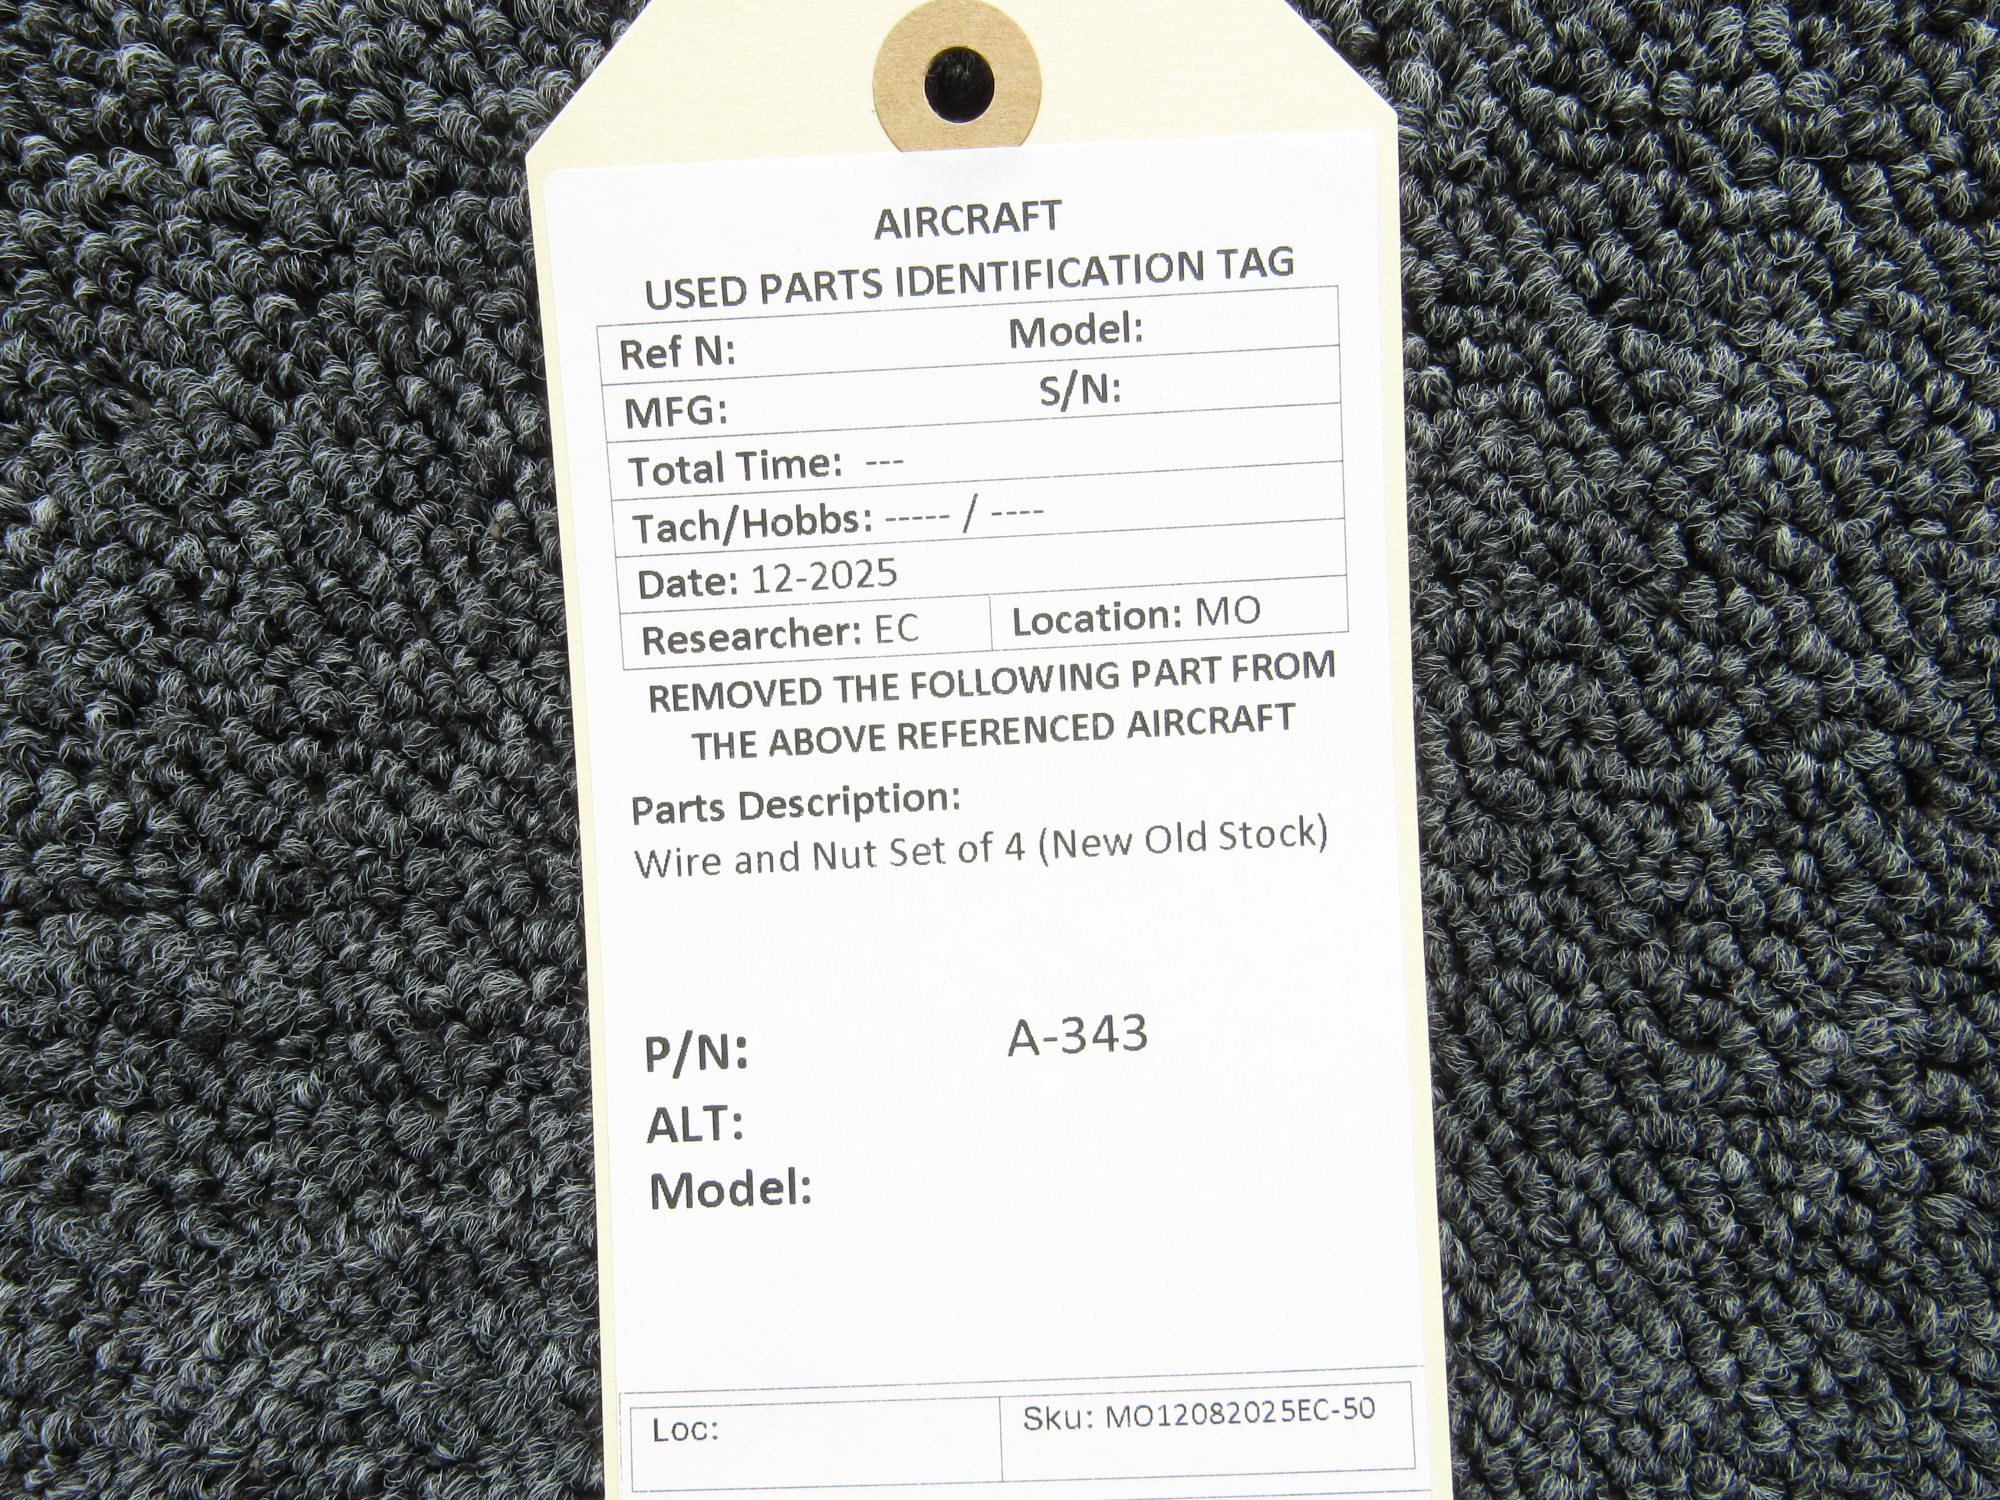 AIRCRAFT
USED PARTS IDENTIFICATION TAG
Ref N: Model:
MFG: S/N:
Total Time: ---
Tach/Hobbs: ----- / ----
Date: 12-2025
Researcher: EC Location: MO
REMOVED THE FOLLOWING PART FROM
THE ABOVE REFERENCED AIRCRAFT
Parts Description:
Wire and Nut Set of 4 (New Old Stock)
P/N: A-343
ALT:
Model:
Loc: Sku: MO12082025EC-50